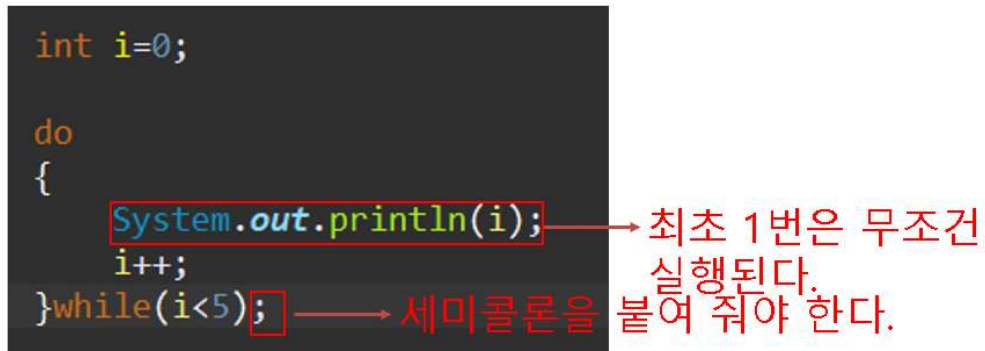 int i=0;
do
{
System.out.println(i);
최초 1번은 무조건
실행된다.
i++;
}while(i<5);
세미콜론을 붙여 줘야 한다.